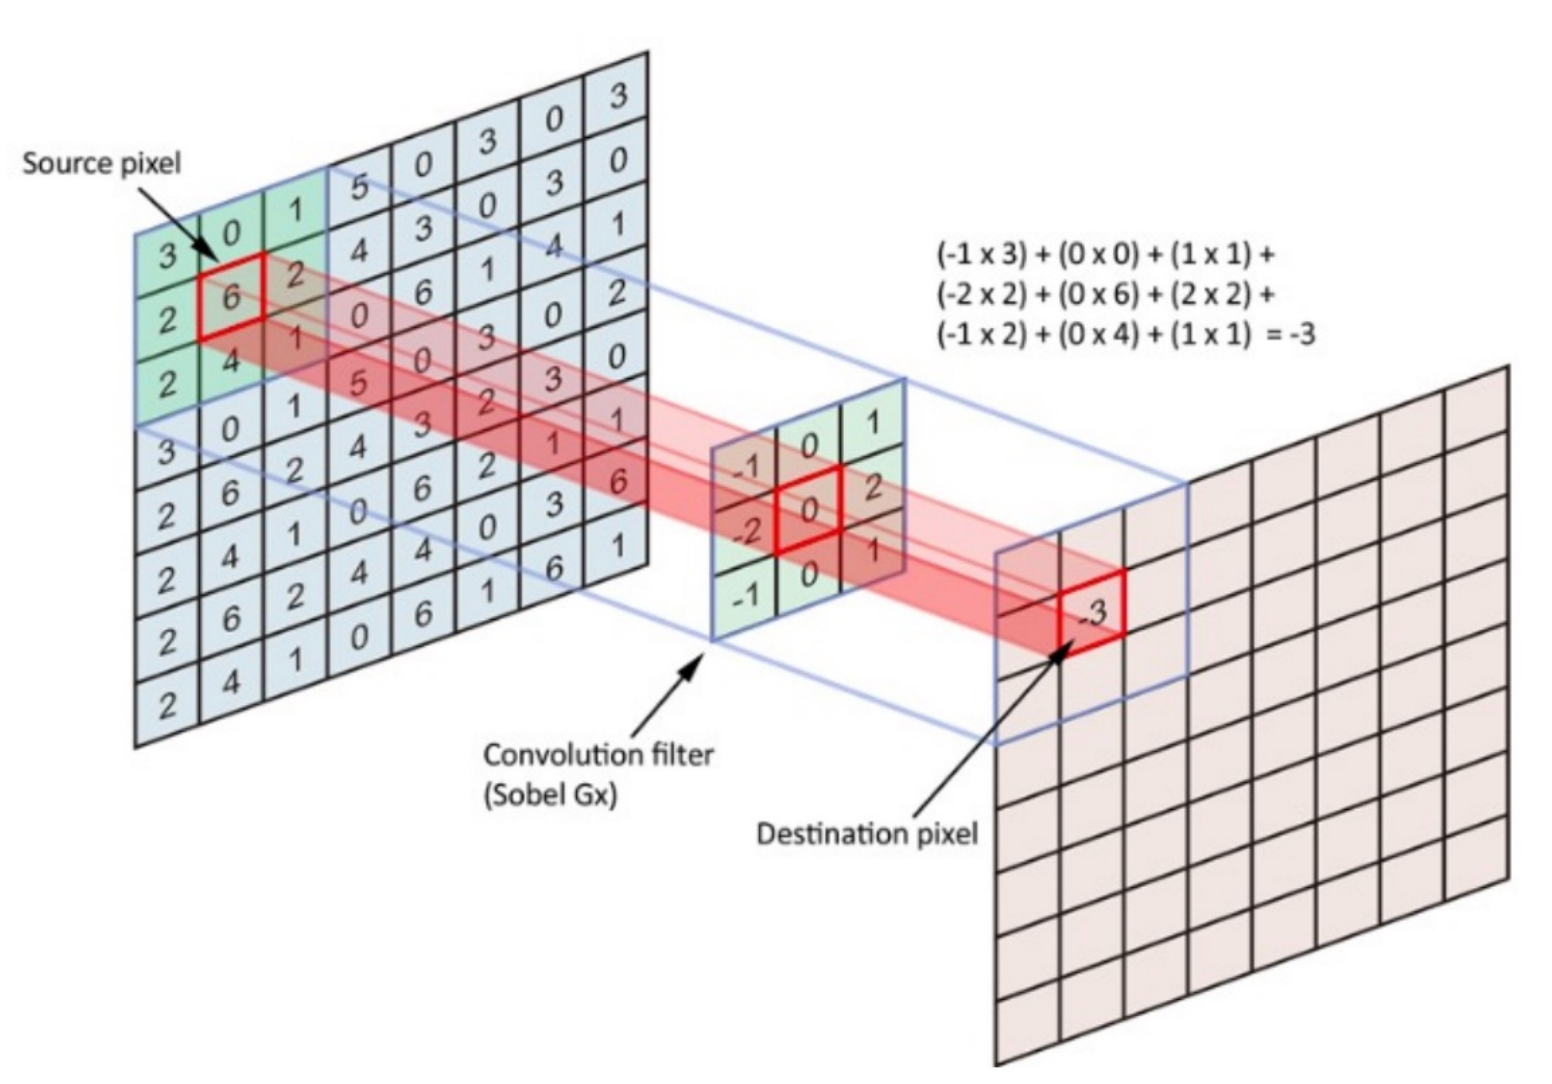 Source pixel
3 0 1 5 0 3 0 3
2 6 2 4 3 0 3 0
2 4 1 0 6 1 4 1
3 0 1 5 0 3 0 2
2 6 2 4 3 2 3 0
2 4 1 0 6 2 1 1
2 6 2 4 4 0 3 6
2 4 1 0 6 1 6 1
(-1 x 3) + (0 x 0) + (1 x 1) +
(-2 x 2) + (0 x 6) + (2 x 2) +
(-1 x 2) + (0 x 4) + (1 x 1) = -3
-1 0 1
-2 0 2
-1 0 1
-3
Convolution filter
(Sobel Gx)
Destination pixel